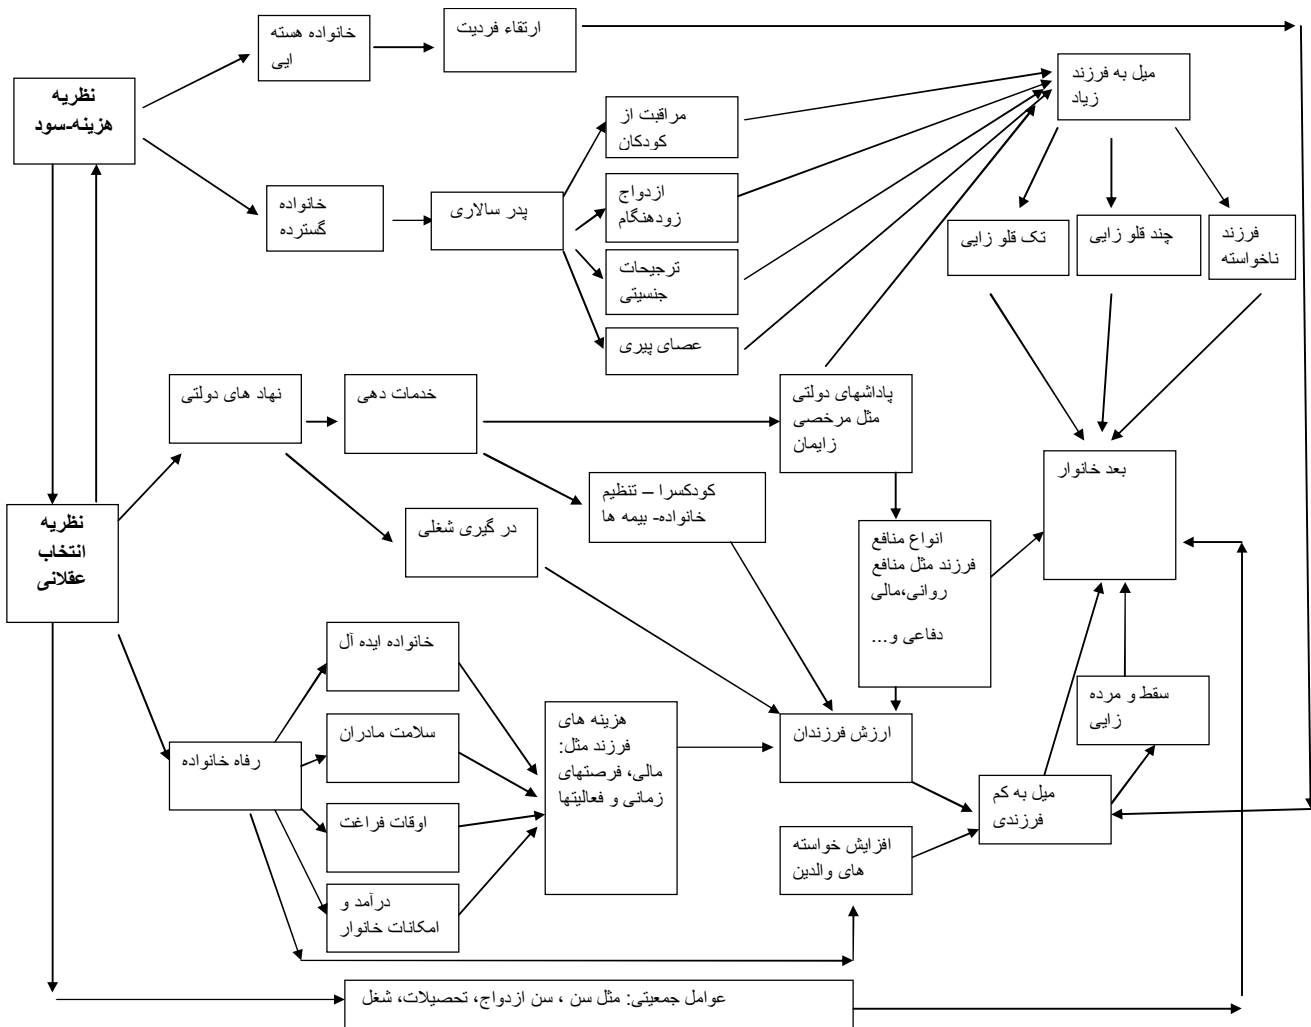 خانواده هسته
ایی
ارتقاء فردیت
میل به فرزند
زیاد
نظریه
هزینه-سود
مراقبت از
کودکان
خانواده
گسترده
پدر سالاری
ازدواج
زودهنگام
تک قلو زایی
چند قلو زایی
فرزند
ناخواسته
ترجیحات
جنسیتی
عصای پیری
نهاد های دولتی
خدمات دهی
پاداشهای دولتی
مثل مرخصی
زایمان
بعد خانوار
کودکسرا – تنظیم
خانواده- بیمه ها
نظریه
انتخاب
عقلانی
در گیری شغلی
انواع منافع
فرزند مثل منافع
روانی،مالی
دفاعی و...
خانواده ایده آل
سقط و مرده
زایی
هزینه های
فرزند مثل:
مالی، فرصتهای
زمانی و فعالیتها
سلامت مادران
ارزش فرزندان
رفاه خانواده
میل به کم
فرزندی
اوقات فراغت
افزایش خواسته
های والدین
درآمد و
امکانات خانوار
عوامل جمعیتی: مثل سن ، سن ازدواج، تحصیلات، شغل